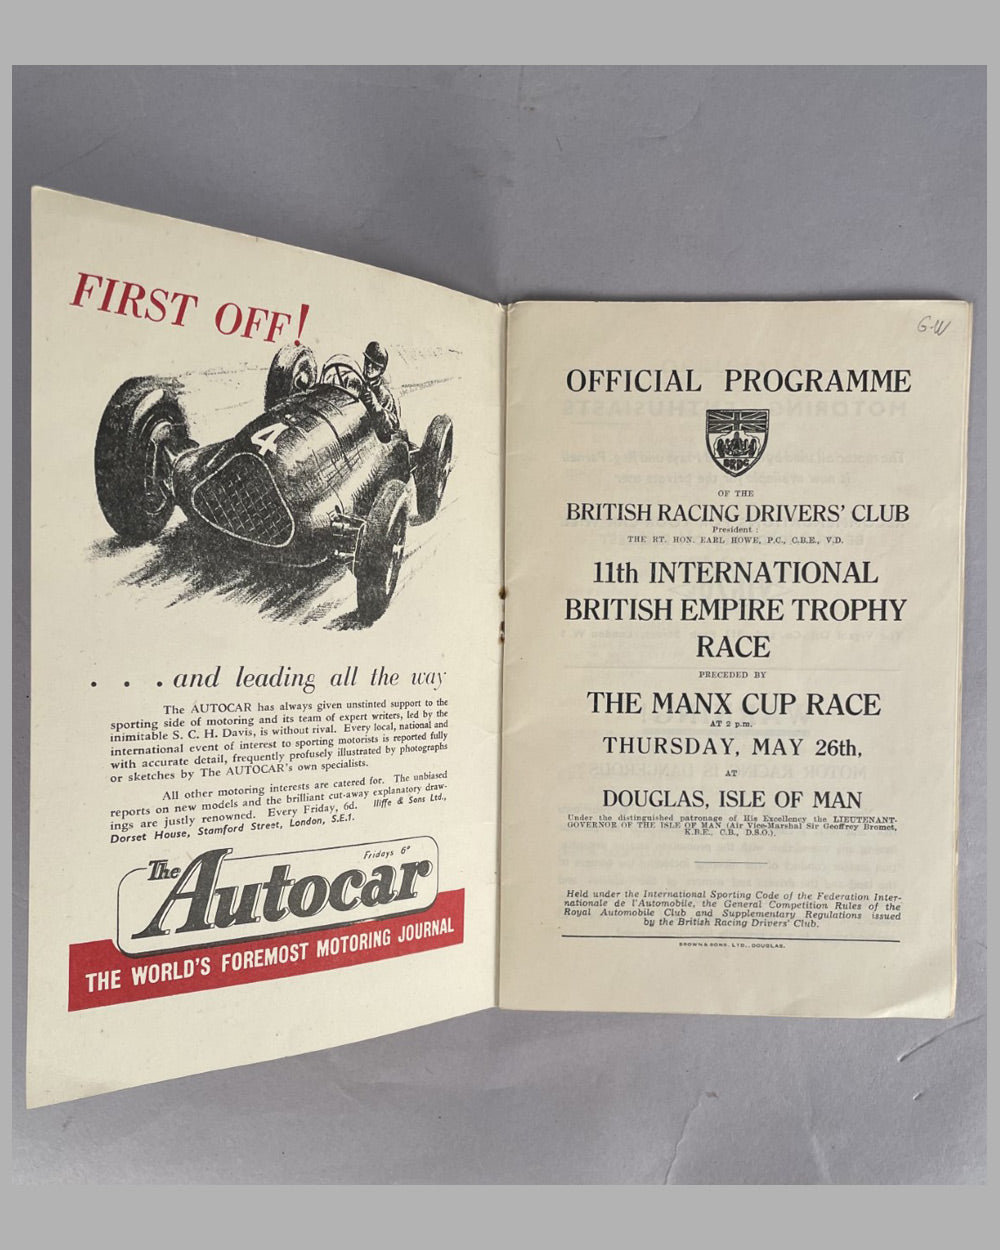 FIRST OFF!
4
. . . and leading all the way
The AUTOCAR has always given unstinted support to the
sporting side of motoring and its team of expert writers, led by the
inimitable S. C. H. Davis, is without rival. Every local, national and
international event of interest to sporting motorists is reported fully
with accurate detail, frequently profusely illustrated by photographs
or sketches by The AUTOCAR's own specialists.
All other motoring interests are catered for. The unbiased
reports on new models and the brilliant cut-away explanatory draw-
ings are justly renowned. Every Friday, 6d. Iliffe & Sons Ltd.,
Dorset House, Stamford Street, London, S.E.1.
Fridays 6ᴰ
The Autocar
THE WORLD'S FOREMOST MOTORING JOURNAL
G.W
OFFICIAL PROGRAMME
BRDC
OF THE
BRITISH RACING DRIVERS' CLUB
President :
THE RT. HON. EARL HOWE, P.C., C.B.E., V.D.
11th INTERNATIONAL
BRITISH EMPIRE TROPHY
RACE
PRECEDED BY
THE MANX CUP RACE
AT 2 p.m.
THURSDAY, MAY 26th,
AT
DOUGLAS, ISLE OF MAN
Under the distinguished patronage of His Excellency the LIEUTENANT-
GOVERNOR OF THE ISLE OF MAN (Air Vice-Marshal Sir Geoffrey Bromet,
K.B.E., C.B., D.S.O.).
Held under the International Sporting Code of the Federation Inter-
nationale de l'Automobile, the General Competition Rules of the
Royal Automobile Club and Supplementary Regulations issued
by the British Racing Drivers' Club.
BROWN & SONS, LTD., DOUGLAS.